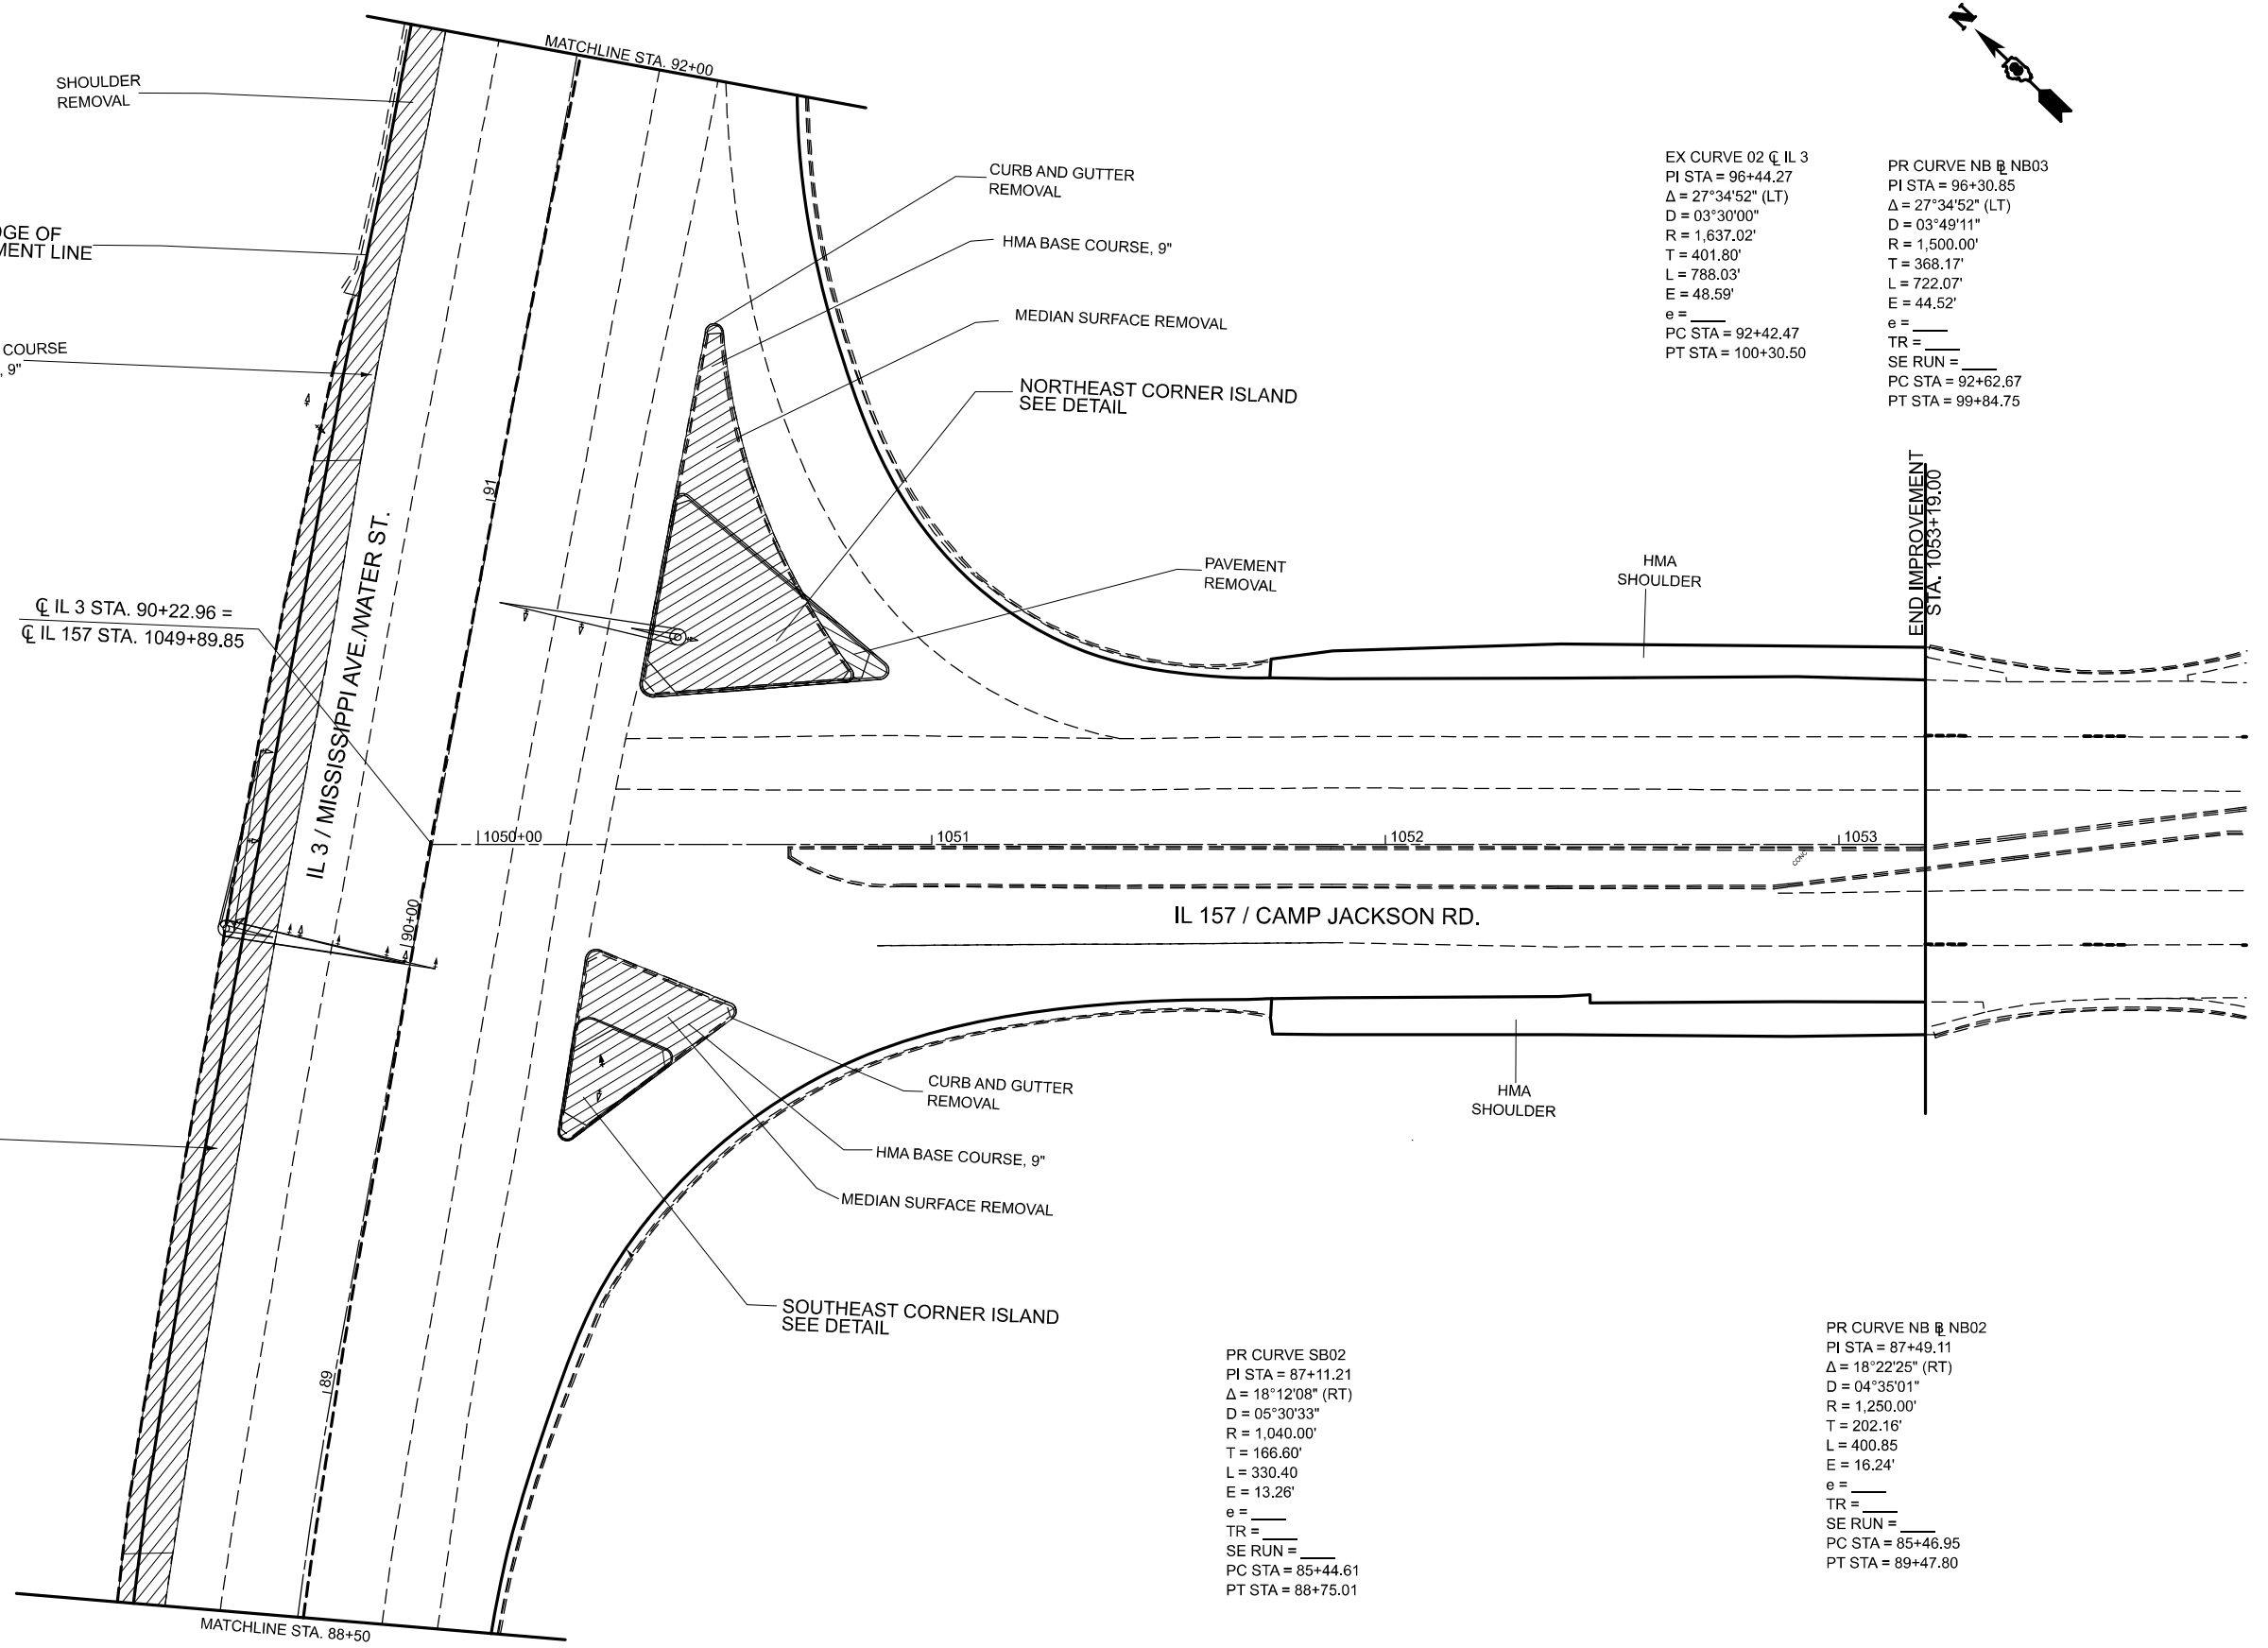 N
MATCHLINE STA. 92+00
SHOULDER
REMOVAL
CURB AND GUTTER
REMOVAL
HMA BASE COURSE, 9"
MEDIAN SURFACE REMOVAL
NORTHEAST CORNER ISLAND
SEE DETAIL
EX CURVE 02 ℄ IL 3
PI STA = 96+44.27
Δ = 27°34'52" (LT)
D = 03°30'00"
R = 1,637.02'
T = 401.80'
L = 788.03'
E = 48.59'
e = ____
PC STA = 92+42.47
PT STA = 100+30.50
PR CURVE NB ℄ NB03
PI STA = 96+30.85
Δ = 27°34'52" (LT)
D = 03°49'11"
R = 1,500.00'
T = 368.17'
L = 722.07'
E = 44.52'
e = ____
TR = ____
SE RUN = ____
PC STA = 92+62.67
PT STA = 99+84.75
GE OF
MENT LINE
COURSE
, 9"
91
IL 3 / MISSISSIPPI AVE./WATER ST.
℄ IL 3 STA. 90+22.96 =
℄ IL 157 STA. 1049+89.85
PAVEMENT
REMOVAL
HMA
SHOULDER
END IMPROVEMENT
STA. 1053+19.00
1050+00
1051
1052
1053
CONC
90+00
IL 157 / CAMP JACKSON RD.
CURB AND GUTTER
REMOVAL
HMA BASE COURSE, 9"
MEDIAN SURFACE REMOVAL
SOUTHEAST CORNER ISLAND
SEE DETAIL
HMA
SHOULDER
89
MATCHLINE STA. 88+50
PR CURVE SB02
PI STA = 87+11.21
Δ = 18°12'08" (RT)
D = 05°30'33"
R = 1,040.00'
T = 166.60'
L = 330.40
E = 13.26'
e = ____
TR = ____
SE RUN = ____
PC STA = 85+44.61
PT STA = 88+75.01
PR CURVE NB ℄ NB02
PI STA = 87+49.11
Δ = 18°22'25" (RT)
D = 04°35'01"
R = 1,250.00'
T = 202.16'
L = 400.85
E = 16.24'
e = ____
TR = ____
SE RUN = ____
PC STA = 85+46.95
PT STA = 89+47.80